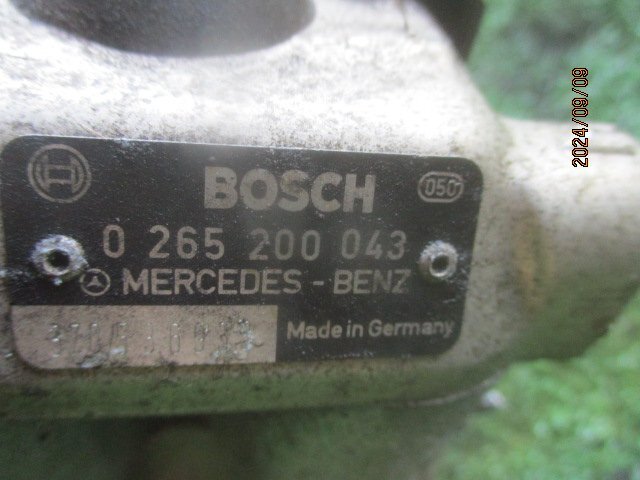 BOSCH
050
0 265 200 043
MERCEDES - BENZ
Made in Germany
2024/09/09